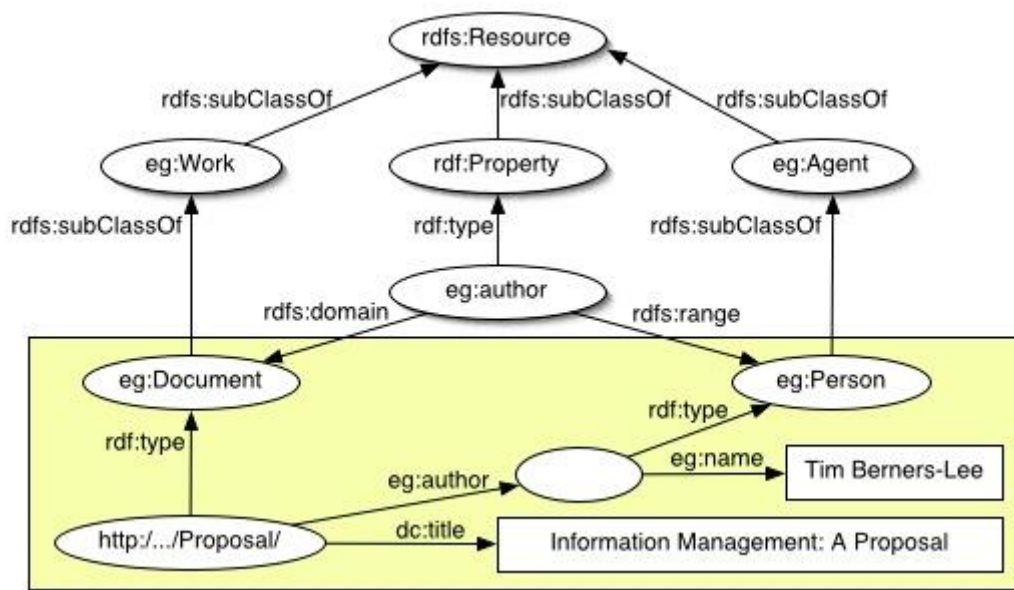 rdfs:Resource
rdfs:subClassOf
rdfs:subClassOf
rdfs:subClassOf
eg:Work
rdf:Property
eg:Agent
rdfs:subClassOf
rdf:type
rdfs:subClassOf
eg:author
rdfs:domain
rdfs:range
eg:Document
eg:Person
rdf:type
rdf:type
eg:author
eg:name
Tim Berners-Lee
http:/.../Proposal/
dc:title
Information Management: A Proposal